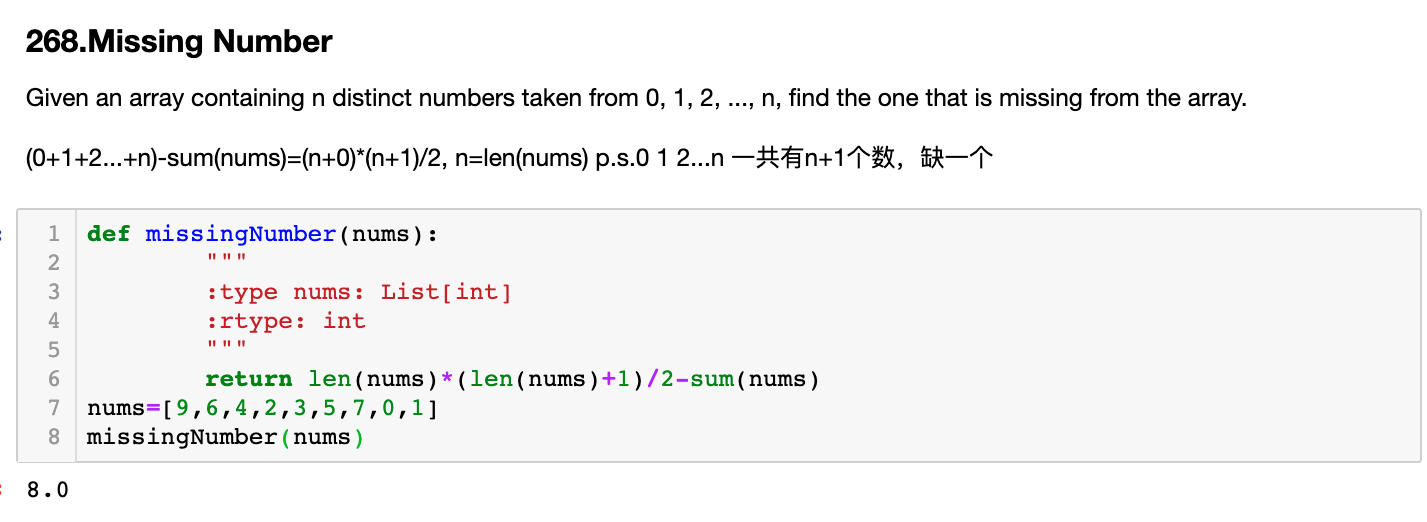 268.Missing Number
Given an array containing n distinct numbers taken from 0, 1, 2, ..., n, find the one that is missing from the array.
(0+1+2...+n)-sum(nums)=(n+0)*(n+1)/2, n=len(nums) p.s.0 1 2...n 一共有n+1个数，缺一个
1 def missingNumber(nums):
2 """
3 :type nums: List[int]
4 :rtype: int
5 """
6 return len(nums)*(len(nums)+1)/2-sum(nums)
7 nums=[9,6,4,2,3,5,7,0,1]
8 missingNumber(nums)
8.0